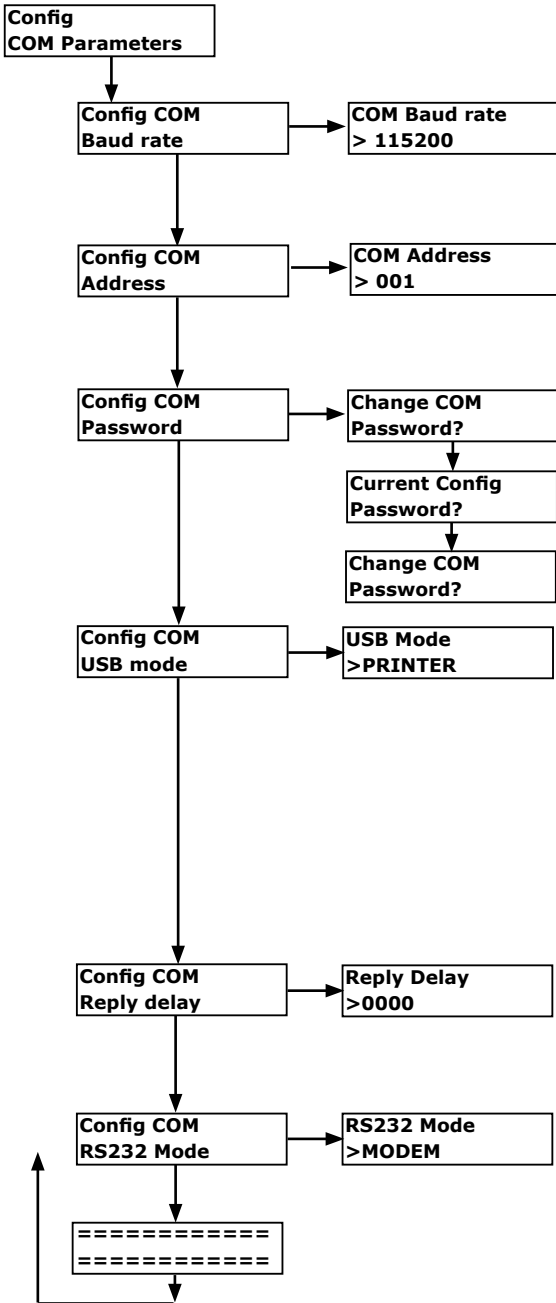 Config
COM Parameters
Config COM
Baud rate
COM Baud rate
> 115200
Config COM
Address
COM Address
> 001
Config COM
Password
Change COM
Password?
Current Config
Password?
Change COM
Password?
Config COM
USB mode
USB Mode
>PRINTER
Config COM
Reply delay
Reply Delay
>0000
Config COM
RS232 Mode
RS232 Mode
>MODEM
============
============